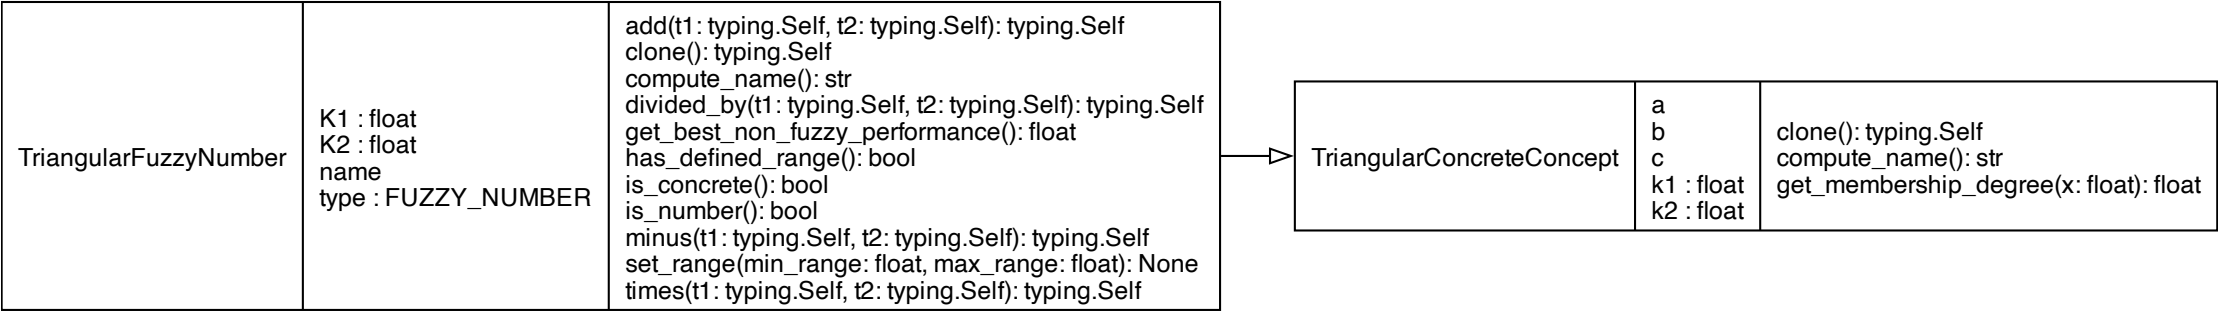 TriangularFuzzyNumber
K1 : float
K2 : float
name
type : FUZZY_NUMBER
add(t1: typing.Self, t2: typing.Self): typing.Self
clone(): typing.Self
compute_name(): str
divided_by(t1: typing.Self, t2: typing.Self): typing.Self
get_best_non_fuzzy_performance(): float
has_defined_range(): bool
is_concrete(): bool
is_number(): bool
minus(t1: typing.Self, t2: typing.Self): typing.Self
set_range(min_range: float, max_range: float): None
times(t1: typing.Self, t2: typing.Self): typing.Self
TriangularConcreteConcept
a
b
c
k1 : float
k2 : float
clone(): typing.Self
compute_name(): str
get_membership_degree(x: float): float